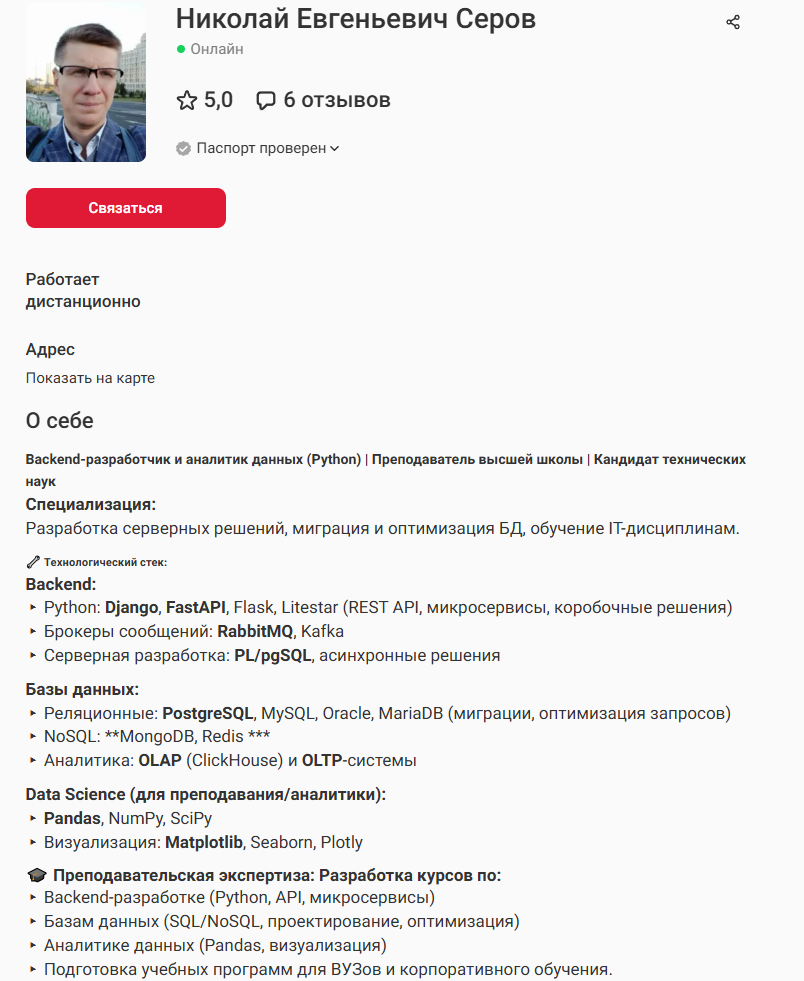 Николай Евгеньевич Серов
Онлайн
5,0 6 отзывов
Паспорт проверен
Связаться
Работает
дистанционно
Адрес
Показать на карте
О себе
Backend-разработчик и аналитик данных (Python) | Преподаватель высшей школы | Кандидат технических
наук
Специализация:
Разработка серверных решений, миграция и оптимизация БД, обучение IT-дисциплинам.
Технологический стек:
Backend:
‣ Python: Django, FastAPI, Flask, Litestar (REST API, микросервисы, коробочные решения)
‣ Брокеры сообщений: RabbitMQ, Kafka
‣ Серверная разработка: PL/pgSQL, асинхронные решения
Базы данных:
‣ Реляционные: PostgreSQL, MySQL, Oracle, MariaDB (миграции, оптимизация запросов)
‣ NoSQL: **MongoDB, Redis ***
‣ Аналитика: OLAP (ClickHouse) и OLTP-системы
Data Science (для преподавания/аналитики):
‣ Pandas, NumPy, SciPy
‣ Визуализация: Matplotlib, Seaborn, Plotly
🎓 Преподавательская экспертиза: Разработка курсов по:
‣ Backend-разработке (Python, API, микросервисы)
‣ Базам данных (SQL/NoSQL, проектирование, оптимизация)
‣ Аналитике данных (Pandas, визуализация)
‣ Подготовка учебных программ для ВУЗов и корпоративного обучения.